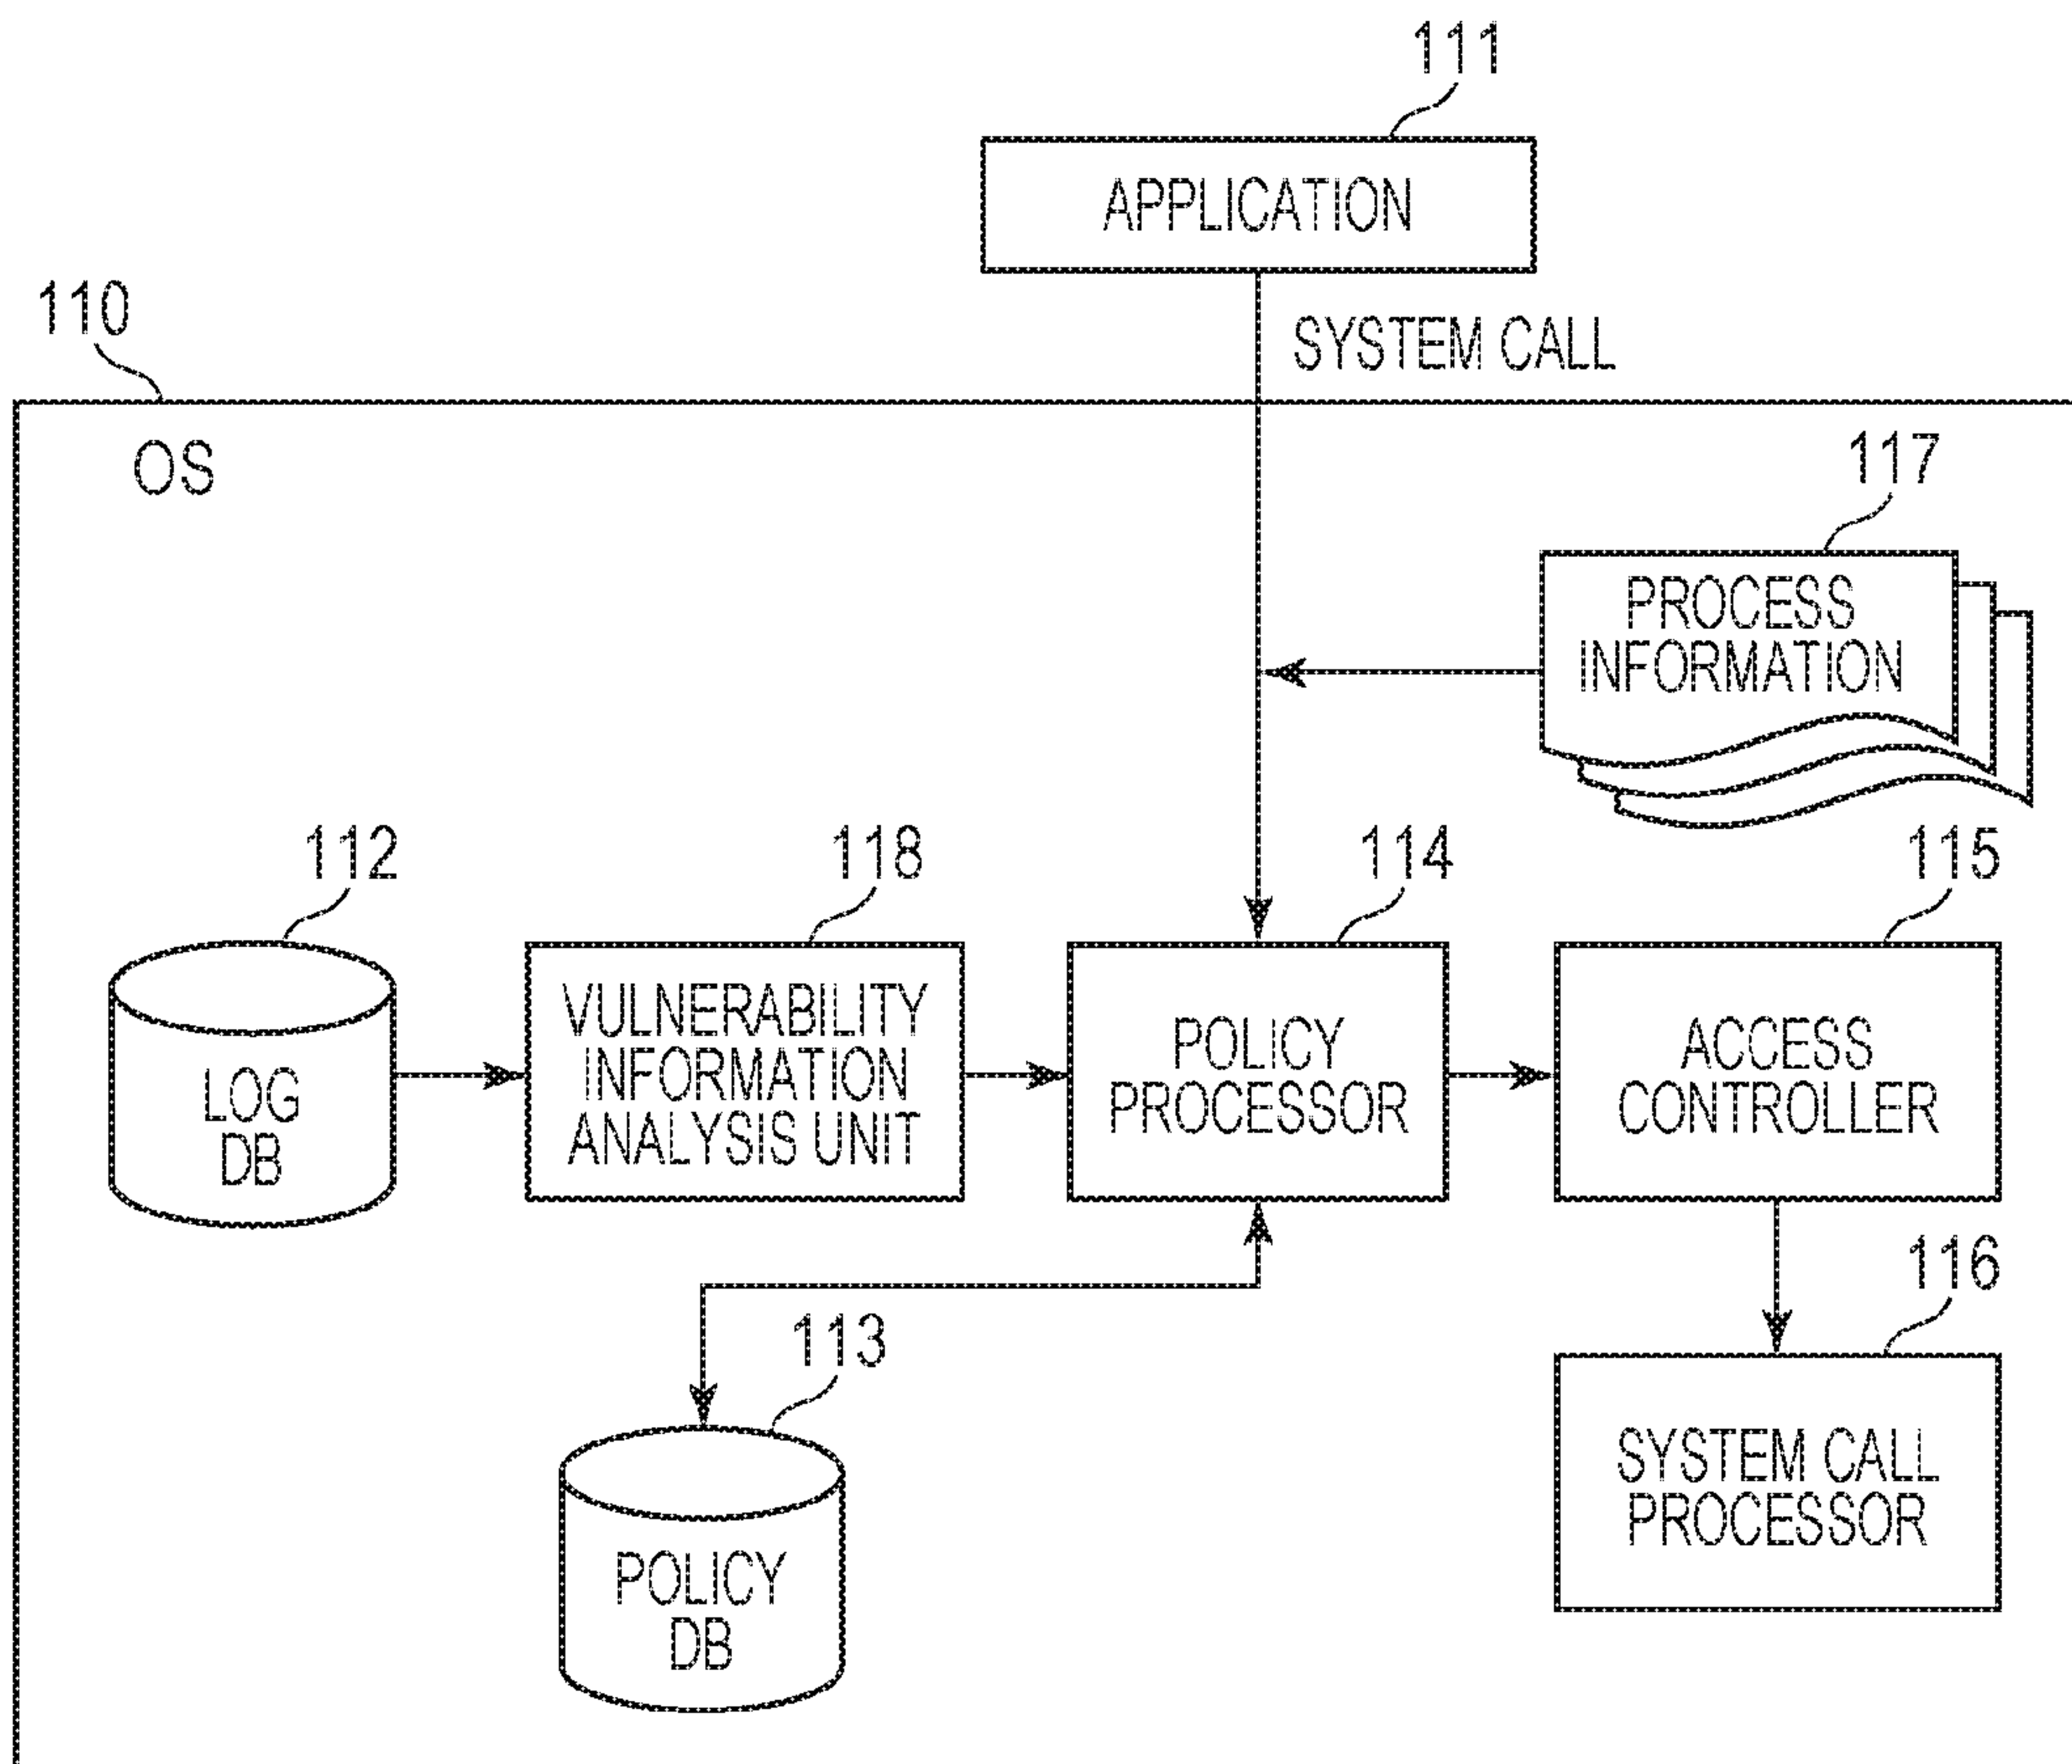 111
APPLICATION
110
SYSTEM CALL
OS
117
PROCESS
INFORMATION
112
118
114
115
LOG
DB
VULNERABILITY
INFORMATION
ANALYSIS UNIT
POLICY
PROCESSOR
ACCESS
CONTROLLER
113
116
POLICY
DB
SYSTEM CALL
PROCESSOR